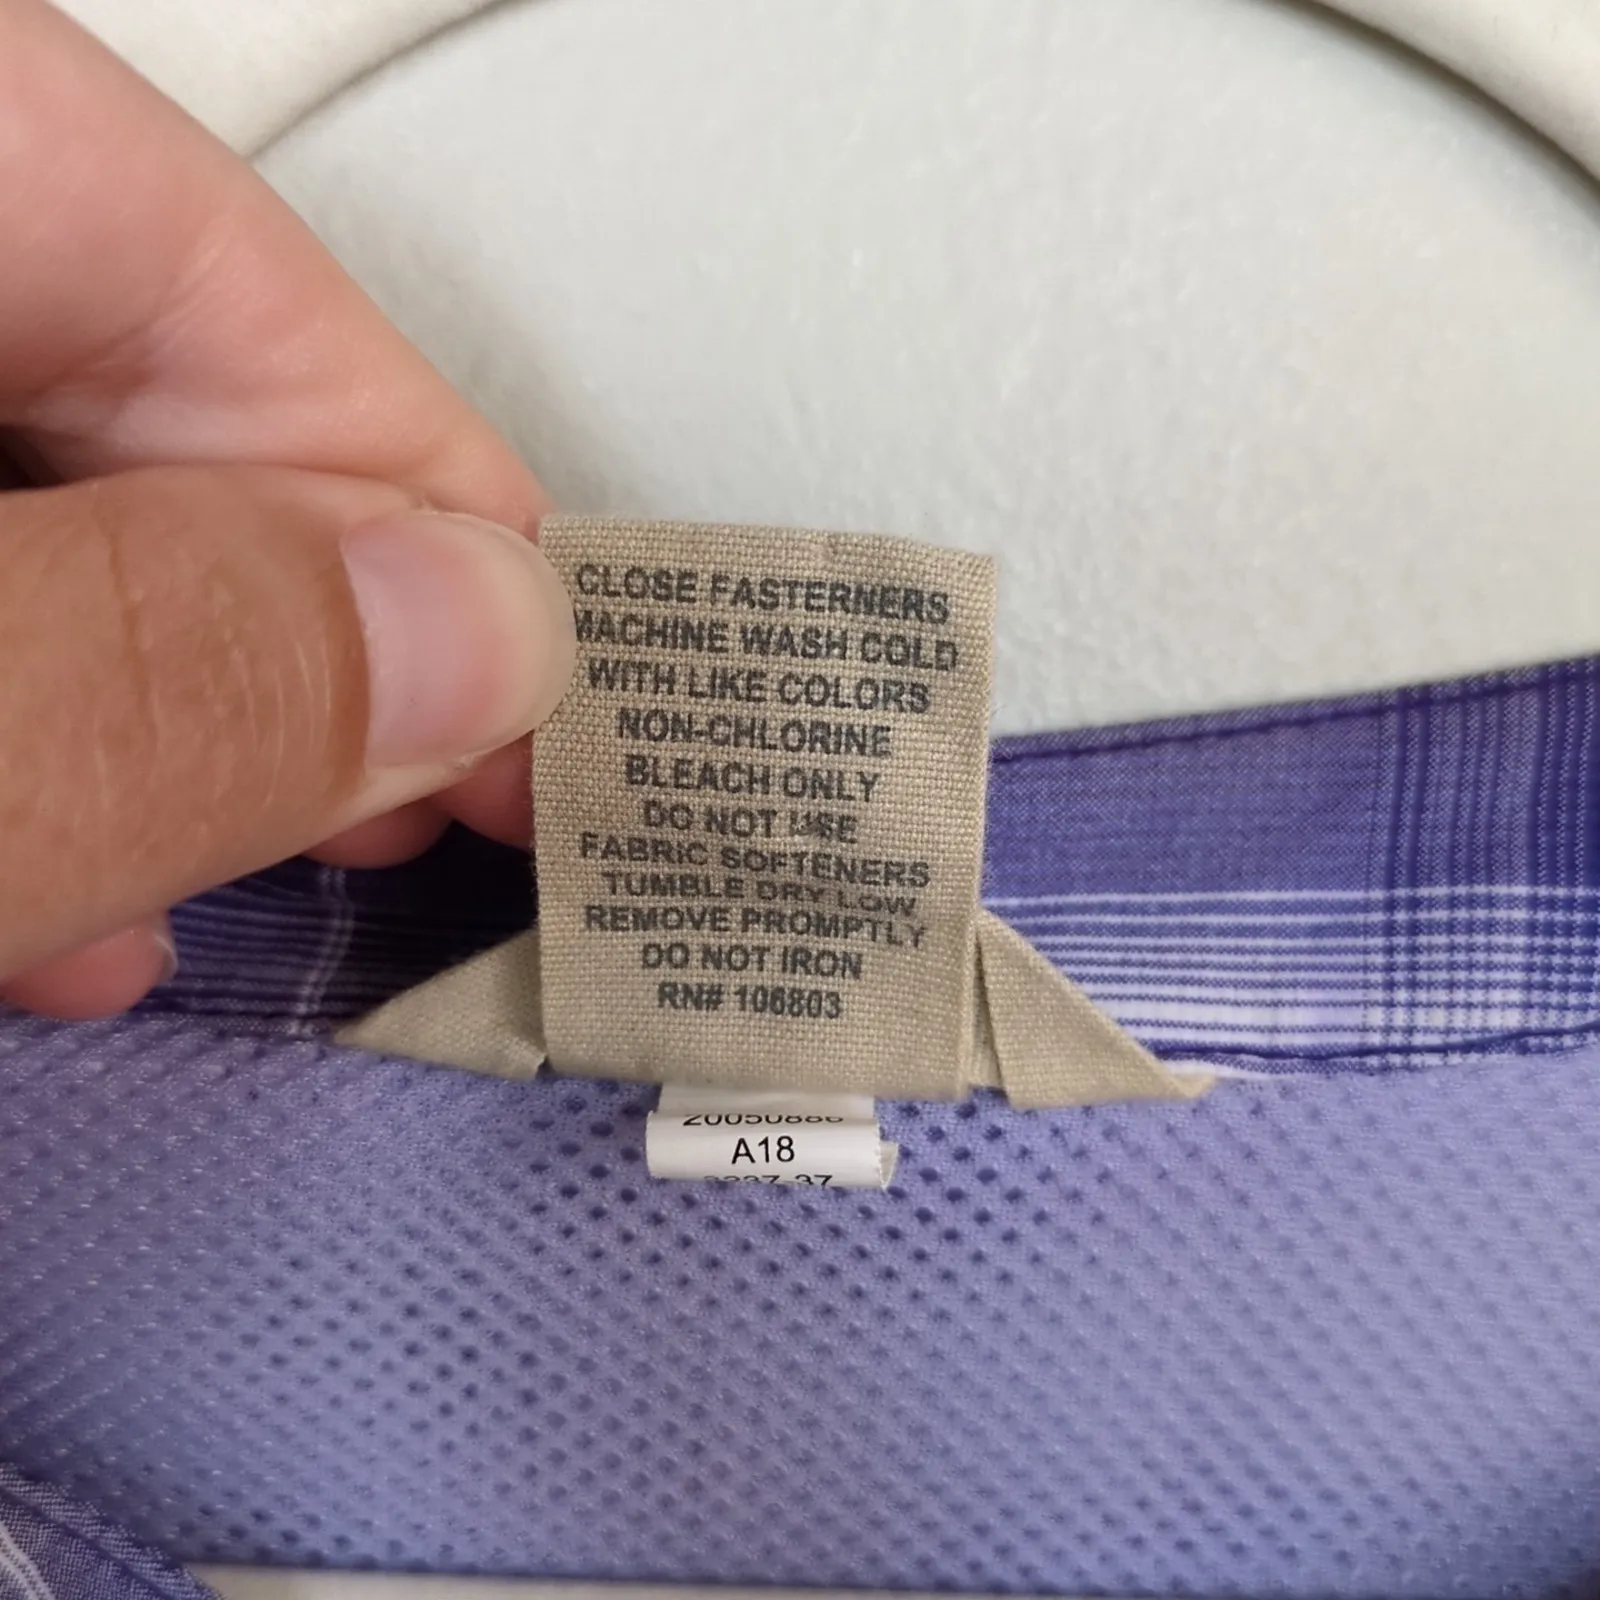 CLOSE FASTERNERS
MACHINE WASH COLD
WITH LIKE COLORS
NON-CHLORINE
BLEACH ONLY
DO NOT USE
FABRIC SOFTENERS
TUMBLE DRY LOW
REMOVE PROMPTLY
DO NOT IRON
RN# 106803
A18